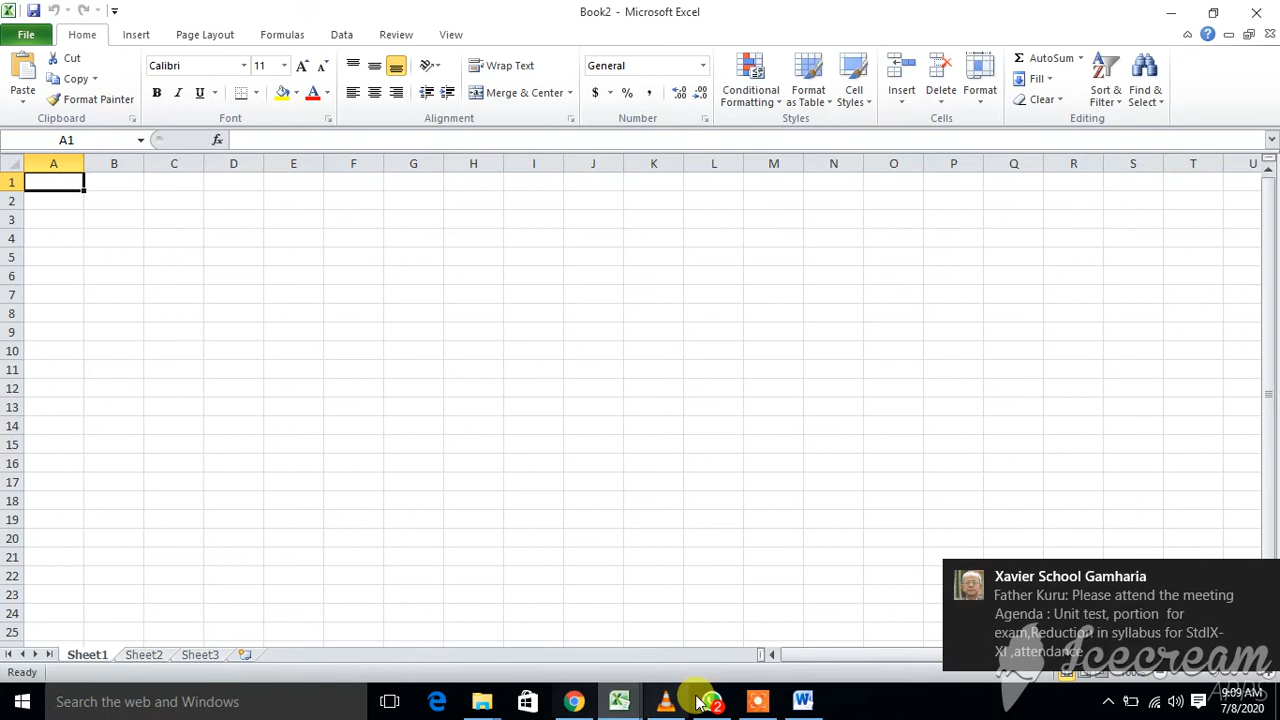 Book2 - Microsoft Excel
File Home Insert Page Layout Formulas Data Review View
Paste
Cut
Copy
Format Painter
Clipboard
Calibri 11
B I U
Font
Wrap Text
Merge & Center
Alignment
General
$ % ,
Number
Conditional Formatting
Format as Table
Cell Styles
Styles
Insert Delete Format
Cells
Σ AutoSum
Fill
Clear
Sort & Filter
Find & Select
Editing
A1 fx
A B C D E F G H I J K L M N O P Q R S T U
1
2
3
4
5
6
7
8
9
10
11
12
13
14
15
16
17
18
19
20
21
22
23
24
25
Xavier School Gamharia
Father Kuru: Please attend the meeting
Agenda : Unit test, portion for
exam,Reduction in syllabus for StdIX-
XI ,attendance
Icecream
APPS
Sheet1 Sheet2 Sheet3
Ready
Search the web and Windows
2
9:09 AM
7/8/2020